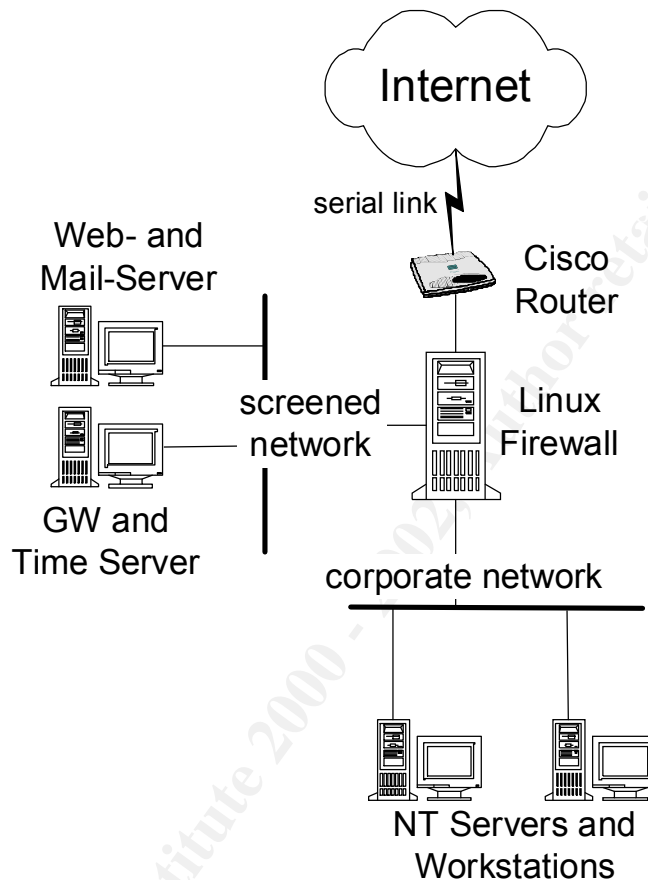 Internet
serial link
Web- and
Mail-Server
Cisco
Router
screened
network
Linux
Firewall
GW and
Time Server
corporate network
NT Servers and
Workstations